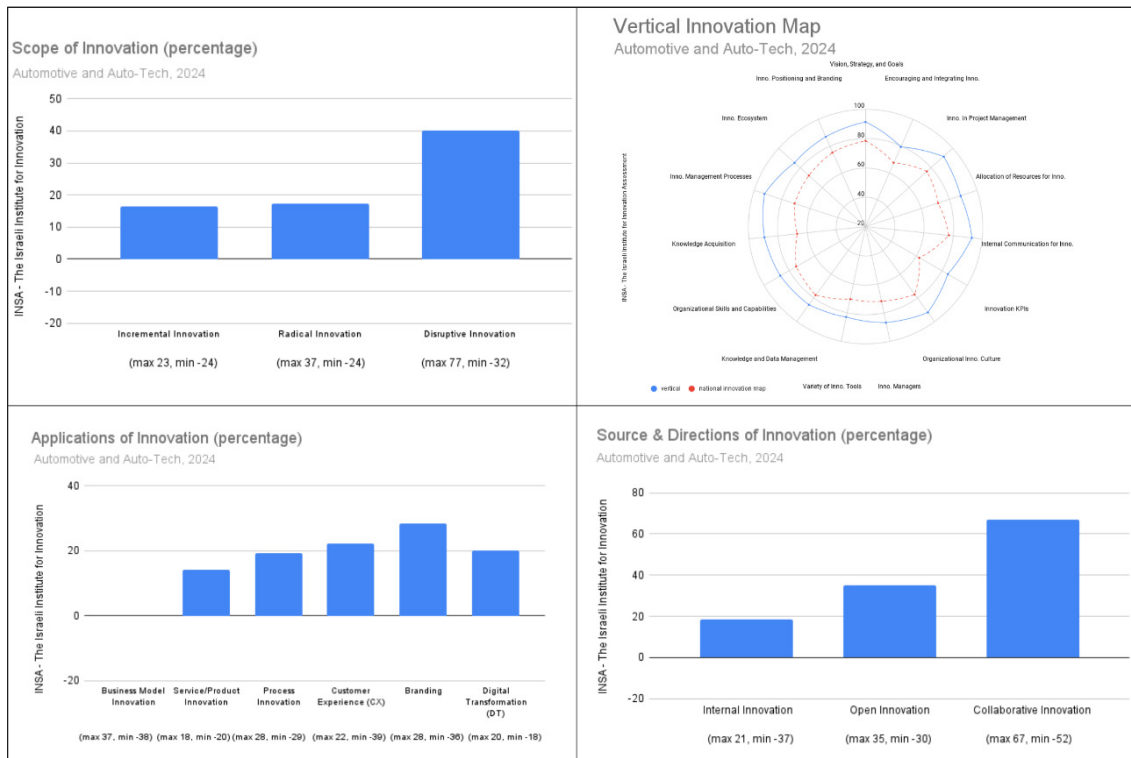 Scope of Innovation (percentage)
Automotive and Auto-Tech, 2024
INSA - The Israeli Institute for Innovation
50
40
30
20
10
0
-10
-20
Incremental Innovation
Radical Innovation
Disruptive Innovation
(max 23, min -24)
(max 37, min -24)
(max 77, min -32)
Vertical Innovation Map
Automotive and Auto-Tech, 2024
INSA - The Israeli Institute for Innovation Assessment
Vision, Strategy, and Goals
Inno. Positioning and Branding
Encouraging and Integrating Inno.
Inno. Ecosystem
Inno. in Project Management
Inno. Management Processes
Allocation of Resources for Inno.
Knowledge Acquisition
Internal Communication for Inno.
Organizational Skills and Capabilities
Innovation KPIs
Knowledge and Data Management
Organizational Inno. Culture
Variety of Inno. Tools
Inno. Managers
100
80
60
40
20
vertical
national innovation map
Applications of Innovation (percentage)
Automotive and Auto-Tech, 2024
INSA - The Israeli Institute for Innovation
40
20
0
-20
Business Model
Innovation
Service/Product
Innovation
Process
Innovation
Customer
Experience (CX)
Branding
Digital
Transformation
(DT)
(max 37, min -38)
(max 18, min -20)
(max 28, min -29)
(max 22, min -39)
(max 28, min -36)
(max 20, min -18)
Source & Directions of Innovation (percentage)
Automotive and Auto-Tech, 2024
INSA - The Israeli Institute for Innovation
80
60
40
20
0
-20
Internal Innovation
Open Innovation
Collaborative Innovation
(max 21, min -37)
(max 35, min -30)
(max 67, min -52)